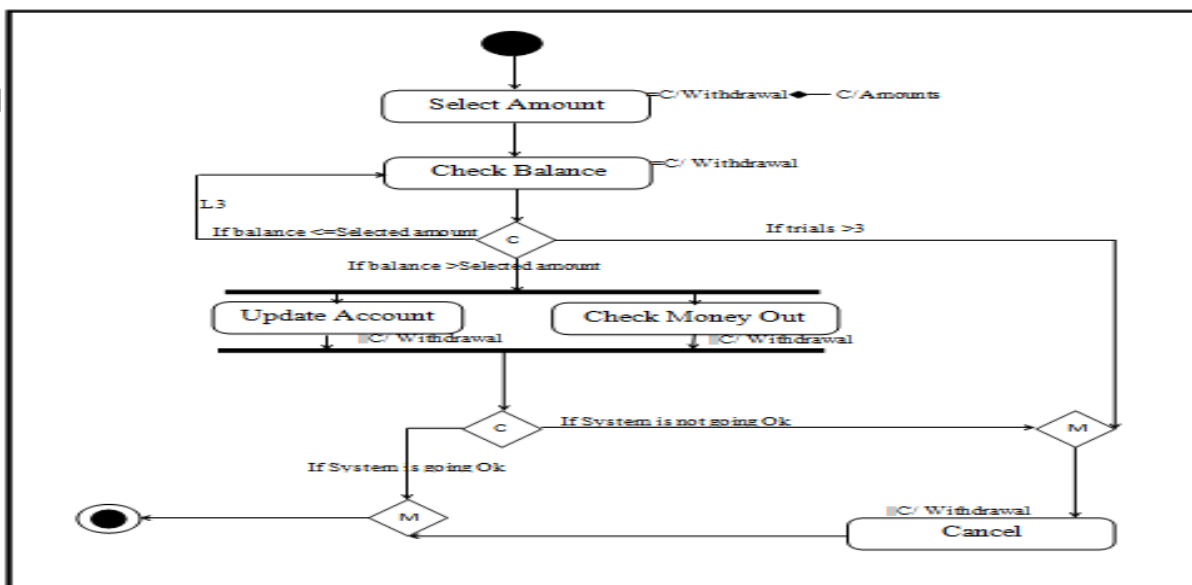 Select Amount
=C/Withdrawal
C/Amounts
Check Balance
=C/ Withdrawal
L3
If balance <=Selected amount
C
If trials >3
If balance >Selected amount
Update Account
Check Money Out
C/ Withdrawal
C/ Withdrawal
C
If System is not going Ok
M
If System is going Ok
M
C/ Withdrawal
Cancel